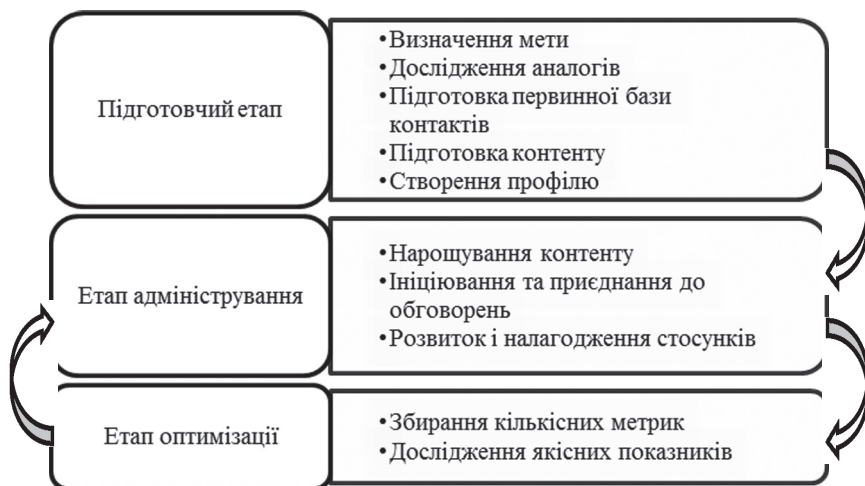 Підготовчий етап
•Визначення мети
•Дослідження аналогів
•Підготовка первинної бази
контактів
•Підготовка контенту
•Створення профілю
Етап адміністрування
•Нарощування контенту
•Ініціювання та приєднання до
обговорень
•Розвиток і налагодження стосунків
Етап оптимізації
•Збирання кількісних метрик
•Дослідження якісних показників